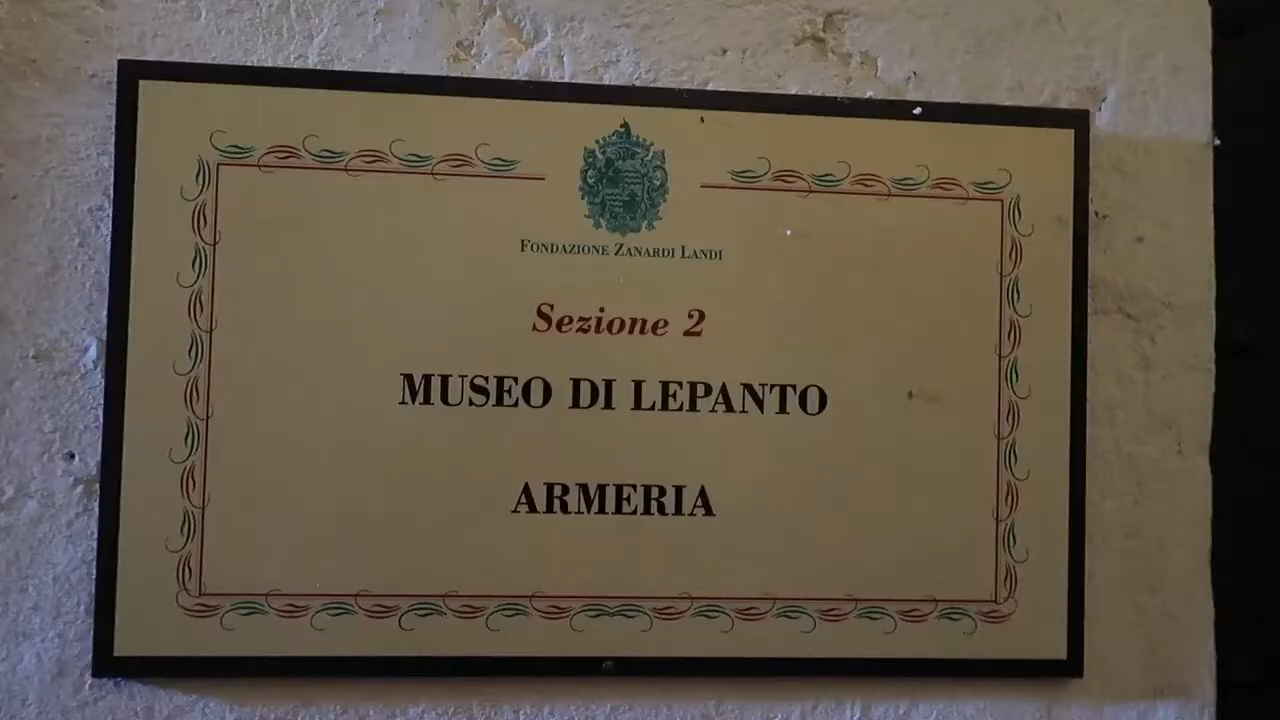 FONDAZIONE ZANARDI LANDI
Sezione 2
MUSEO DI LEPANTO
ARMERIA